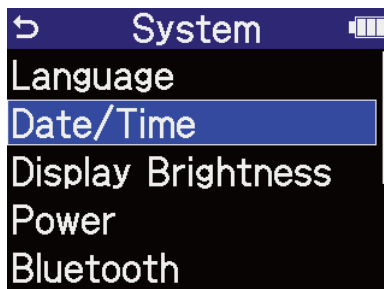 System
Language
Date/Time
Display Brightness
Power
Bluetooth